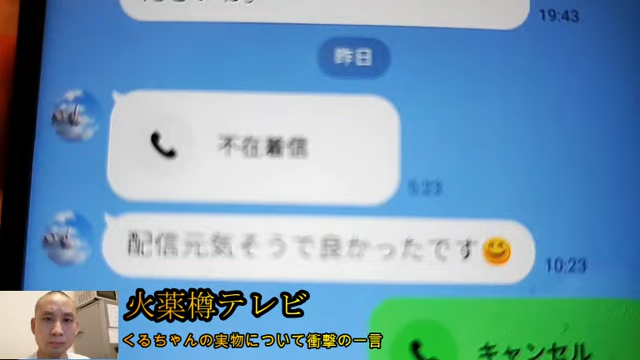 19:43
昨日
不在着信
5:23
配信元気そうで良かったです😄
10:23
キャンセル
火薬樽テレビ
くるちゃんの実物について衝撃の一言